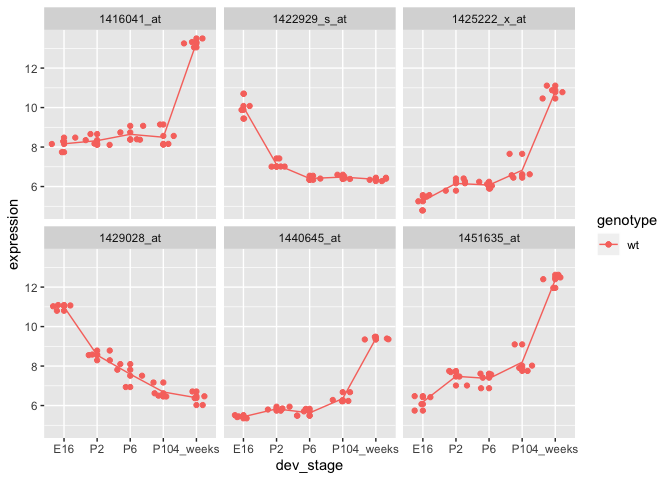 1416041_at 1422929_s_at 1425222_x_at
12
10
8
6
1429028_at 1440645_at 1451635_at
12
10
8
6
E16 P2 P6 P104_weeks E16 P2 P6 P104_weeks E16 P2 P6 P104_weeks
dev_stage
expression
genotype
wt